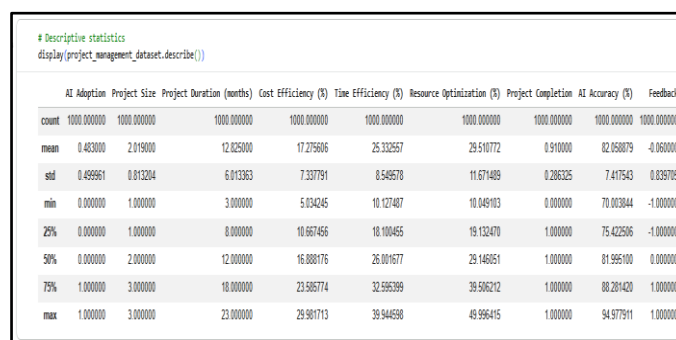 # Descriptive statistics
display(project_management_dataset.describe())
AI Adoption Project Size Project Duration (months) Cost Efficiency (%) Time Efficiency (%) Resource Optimization (%) Project Completion AI Accuracy (%) Feedback
count 1000.000000 1000.000000 1000.000000 1000.000000 1000.000000 1000.000000 1000.000000 1000.000000 1000.000000
mean 0.483000 2.019000 12.825000 17.275606 25.332557 29.510772 0.910000 82.058879 -0.060000
std 0.499961 0.813204 6.013363 7.337791 8.549578 11.671489 0.286325 7.417543 0.839705
min 0.000000 1.000000 3.000000 5.034245 10.127487 10.049103 0.000000 70.003844 -1.000000
25% 0.000000 1.000000 8.000000 10.667456 18.100455 19.132470 1.000000 75.422506 -1.000000
50% 0.000000 2.000000 12.000000 16.888176 26.001677 29.146051 1.000000 81.995100 0.000000
75% 1.000000 3.000000 18.000000 23.585774 32.595399 39.506212 1.000000 88.281420 1.000000
max 1.000000 3.000000 23.000000 29.981713 39.944598 49.996415 1.000000 94.977911 1.000000